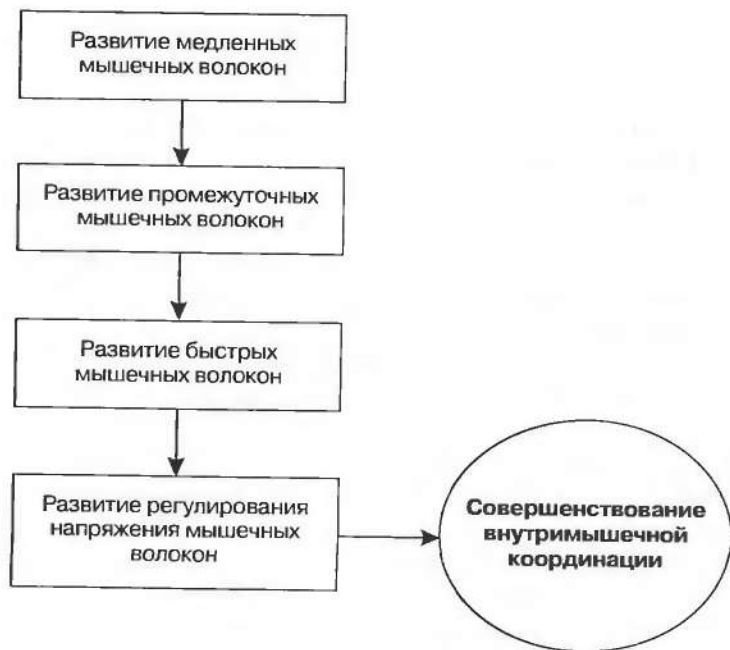 Развитие медленных
мышечных волокон
Развитие промежуточных
мышечных волокон
Развитие быстрых
мышечных волокон
Развитие регулирования
напряжения мышечных
волокон
Совершенствование
внутримышечной
координации